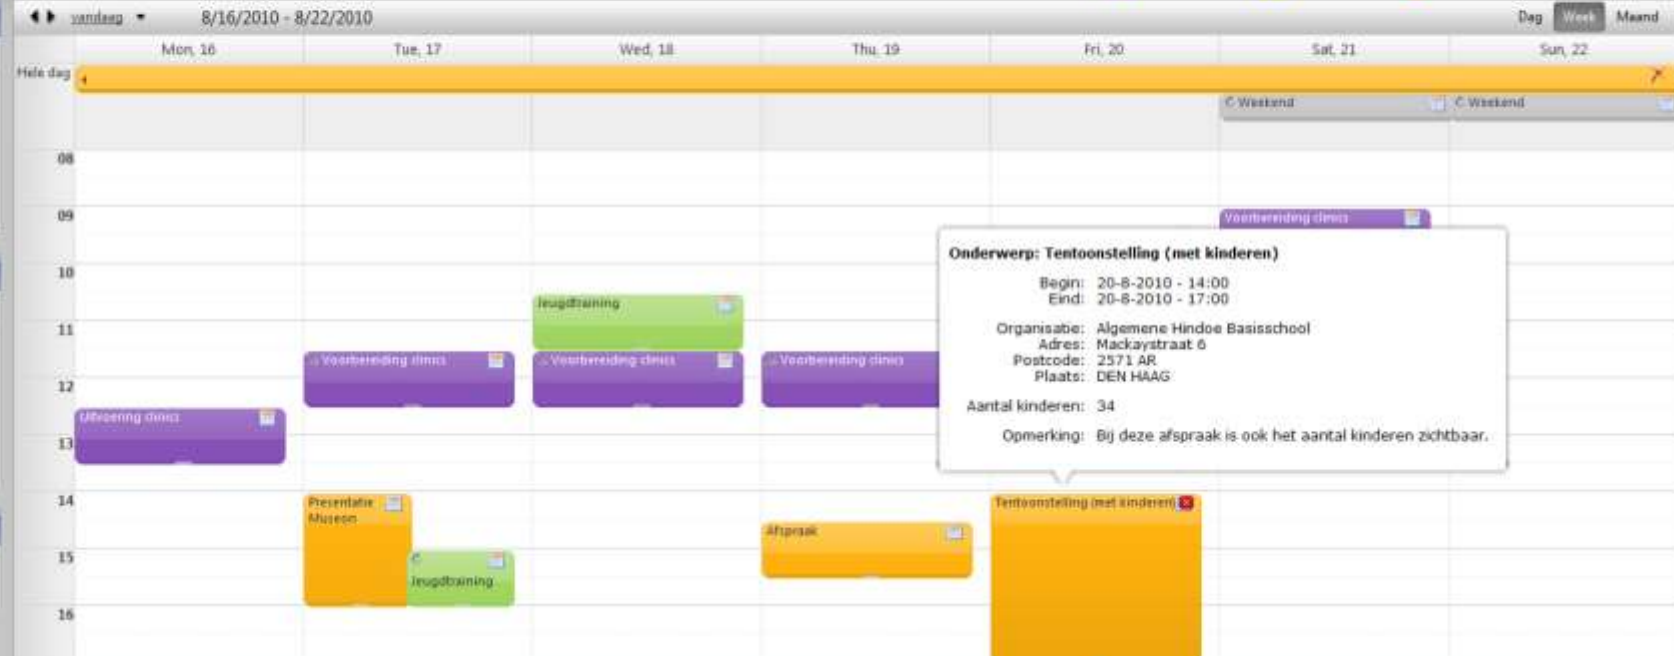 vandaag 8/16/2010 - 8/22/2010 Dag Week Maand
Mon, 16 Tue, 17 Wed, 18 Thu, 19 Fri, 20 Sat, 21 Sun, 22
Hele dag
Weekend Weekend
08
09 Voorbereiding clinics
Onderwerp: Tentoonstelling (met kinderen)
Begin: 20-8-2010 - 14:00
Eind: 20-8-2010 - 17:00
Organisatie: Algemene Hindoe Basisschool
Adres: Mackaystraat 6
Postcode: 2571 AR
Plaats: DEN HAAG
Aantal kinderen: 34
Opmerking: Bij deze afspraak is ook het aantal kinderen zichtbaar.
10
Jeugdtraining
11
Voorbereiding clinics Voorbereiding clinics Voorbereiding clinics
12
Uitvoering clinics
13
14
Presentatie Museon
Tentoonstelling (met kinderen)
Afspraak
15
Jeugdtraining
16